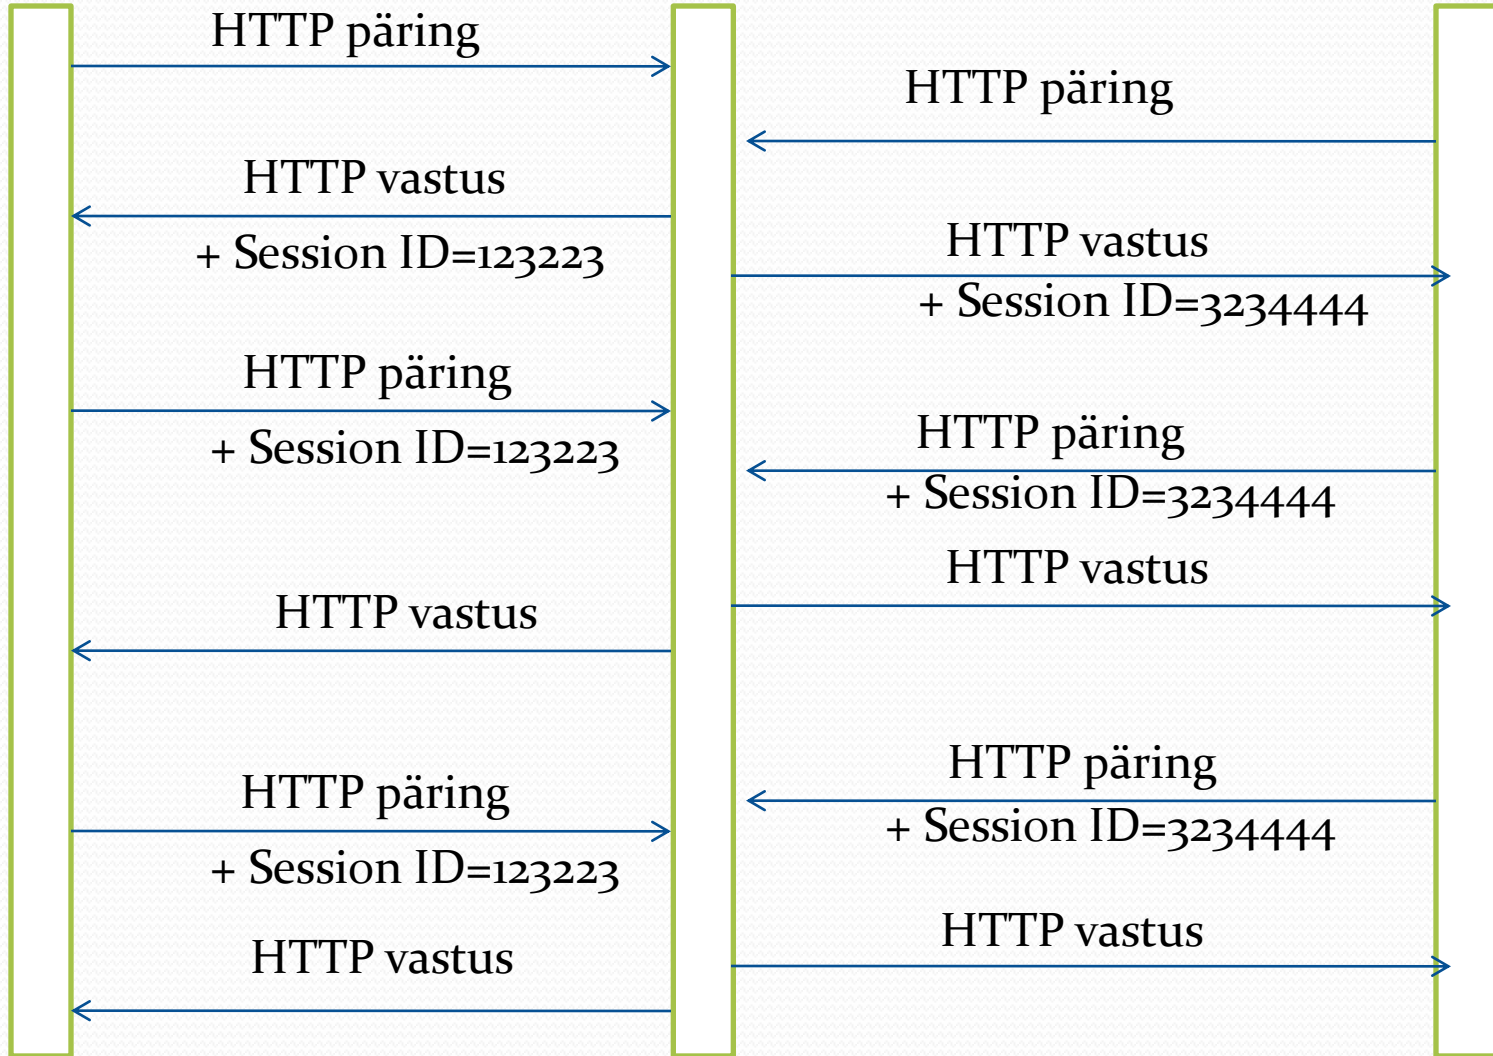 HTTP päring
HTTP päring
HTTP vastus
+ Session ID=123223
HTTP vastus
+ Session ID=3234444
HTTP päring
+ Session ID=123223
HTTP päring
+ Session ID=3234444
HTTP vastus
HTTP vastus
HTTP päring
+ Session ID=3234444
HTTP päring
+ Session ID=123223
HTTP vastus
HTTP vastus